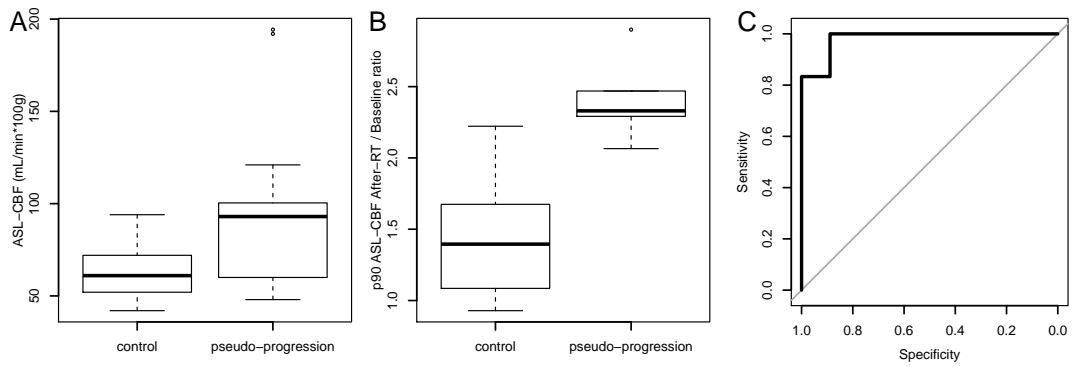 A
ASL−CBF (mL/min*100g)
200
150
100
50
control
pseudo−progression
B
p90 ASL−CBF After−RT / Baseline ratio
2.5
2.0
1.5
1.0
control
pseudo−progression
C
Sensitivity
1.0
0.8
0.6
0.4
0.2
0.0
1.0 0.8 0.6 0.4 0.2 0.0
Specificity